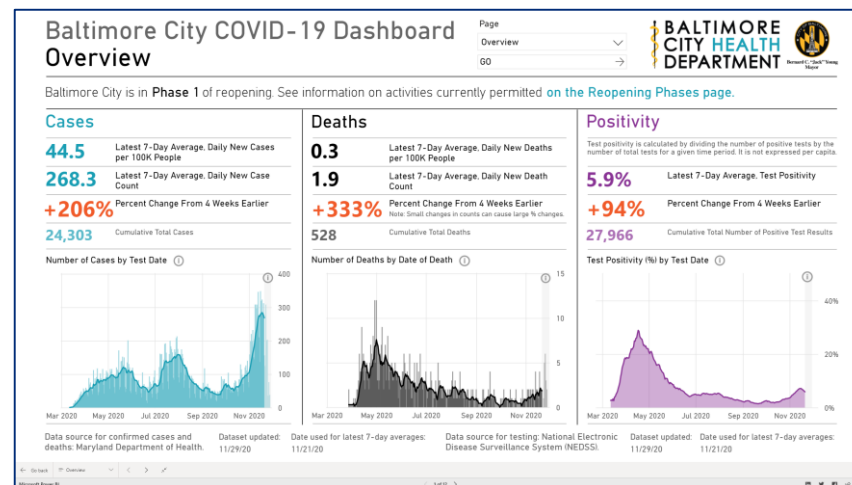 Baltimore City COVID-19 Dashboard
Overview
Page
Overview
GO
BALTIMORE
CITY HEALTH
DEPARTMENT
Bernard C. "Jack" Young
Mayor
Baltimore City is in Phase 1 of reopening. See information on activities currently permitted on the Reopening Phases page.
Cases
44.5 Latest 7-Day Average, Daily New Cases
per 100K People
268.3 Latest 7-Day Average, Daily New Case
Count
+206% Percent Change From 4 Weeks Earlier
24,303 Cumulative Total Cases
Number of Cases by Test Date
400
300
200
100
0
Mar 2020 May 2020 Jul 2020 Sep 2020 Nov 2020
Deaths
0.3 Latest 7-Day Average, Daily New Deaths
per 100K People
1.9 Latest 7-Day Average, Daily New Death
Count
+333% Percent Change From 4 Weeks Earlier
Note: Small changes in counts can cause large % changes.
528 Cumulative Total Deaths
Number of Deaths by Date of Death
15
10
5
0
Mar 2020 May 2020 Jul 2020 Sep 2020 Nov 2020
Positivity
Test positivity is calculated by dividing the number of positive tests by the
number of total tests for a given time period. It is not expressed per capita.
5.9% Latest 7-Day Average, Test Positivity
+94% Percent Change From 4 Weeks Earlier
27,966 Cumulative Total Number of Positive Test Results
Test Positivity (%) by Test Date
40%
20%
0%
Mar 2020 May 2020 Jul 2020 Sep 2020 Nov 2020
Data source for confirmed cases and
deaths: Maryland Department of Health.
Dataset updated:
11/29/20
Date used for latest 7-day averages:
11/21/20
Data source for testing: National Electronic
Disease Surveillance System (NEDSS).
Dataset updated:
11/29/20
Date used for latest 7-day averages:
11/21/20
Go back Overview
Microsoft Power BI